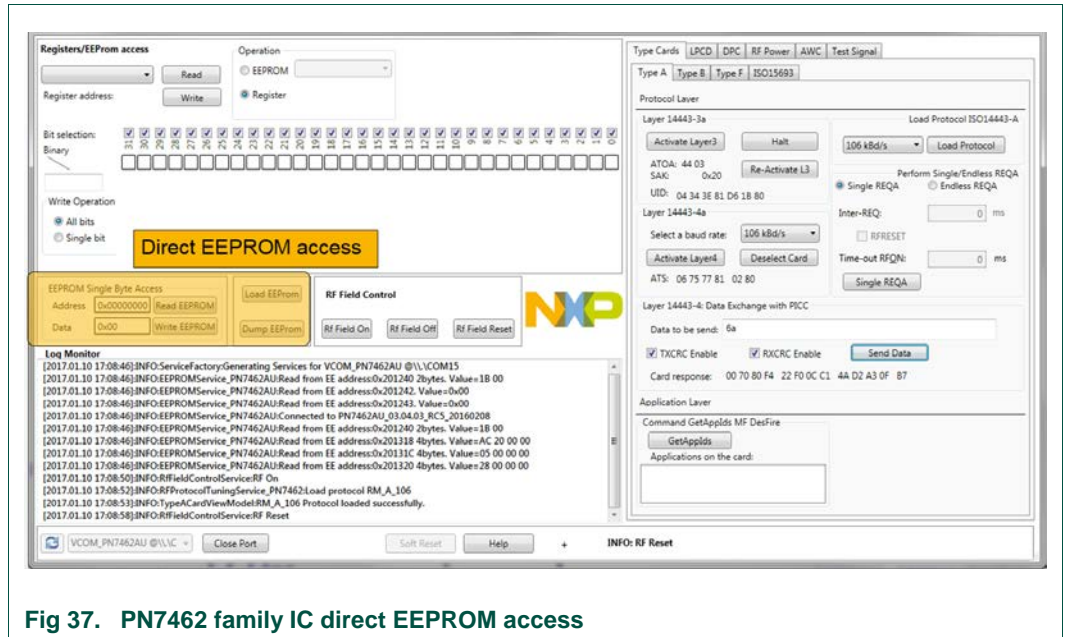 Registers/EEProm access
Read
Register address:
Write
Operation
EEPROM
Register
Bit selection:
31 30 29 28 27 26 25 24 23 22 21 20 19 18 17 16 15 14 13 12 11 10 9 8 7 6 5 4 3 2 1 0
Binary
Write Operation
All bits
Single bit
Direct EEPROM access
EEPROM Single Byte Access
Address 0x00000000 Read EEPROM
Data 0x00 Write EEPROM
Load EEProm
Dump EEProm
RF Field Control
Rf Field On Rf Field Off Rf Field Reset
NXP
Log Monitor
[2017.01.10 17:08:46]:INFO:ServiceFactory:Generating Services for VCOM_PN7462AU @\\.\COM15
[2017.01.10 17:08:46]:INFO:EEPROMService_PN7462AU:Read from EE address:0x201240 2bytes. Value=1B 00
[2017.01.10 17:08:46]:INFO:EEPROMService_PN7462AU:Read from EE address:0x201242. Value=0x00
[2017.01.10 17:08:46]:INFO:EEPROMService_PN7462AU:Read from EE address:0x201243. Value=0x00
[2017.01.10 17:08:46]:INFO:EEPROMService_PN7462AU:Connected to PN7462AU_03.04.03_RC5_20160208
[2017.01.10 17:08:46]:INFO:EEPROMService_PN7462AU:Read from EE address:0x201240 2bytes. Value=1B 00
[2017.01.10 17:08:46]:INFO:EEPROMService_PN7462AU:Read from EE address:0x201318 4bytes. Value=AC 20 00 00
[2017.01.10 17:08:46]:INFO:EEPROMService_PN7462AU:Read from EE address:0x20131C 4bytes. Value=05 00 00 00
[2017.01.10 17:08:46]:INFO:EEPROMService_PN7462AU:Read from EE address:0x201320 4bytes. Value=28 00 00 00
[2017.01.10 17:08:50]:INFO:RfFieldControlService:RF On
[2017.01.10 17:08:52]:INFO:RFProtocolTuningService_PN7462:Load protocol RM_A_106
[2017.01.10 17:08:53]:INFO:TypeACardViewModel:RM_A_106 Protocol loaded successfully.
[2017.01.10 17:08:58]:INFO:RfFieldControlService:RF Reset
Type Cards LPCD DPC RF Power AWC Test Signal
Type A Type B Type F ISO15693
Protocol Layer
Layer 14443-3a
Activate Layer3 Halt
ATQA: 44 03
SAK: 0x20
Re-Activate L3
UID: 04 34 3E 81 D6 1B 80
Load Protocol ISO14443-A
106 kBd/s Load Protocol
Perform Single/Endless REQA
Single REQA Endless REQA
Inter-REQ: 0 ms
RFRESET
Time-out RFON: 0 ms
Single REQA
Layer 14443-4a
Select a baud rate: 106 kBd/s
Activate Layer4 Deselect Card
ATS: 06 75 77 81 02 80
Layer 14443-4: Data Exchange with PICC
Data to be send: 6a
TXCRC Enable RXCRC Enable Send Data
Card response: 00 70 80 F4 22 F0 0C C1 4A D2 A3 0F B7
Application Layer
Command GetAppIds MF DesFire
GetAppIds
Applications on the card:
VCOM_PN7462AU @\\.\C Close Port Soft Reset Help + INFO: RF Reset
Fig 37. PN7462 family IC direct EEPROM access